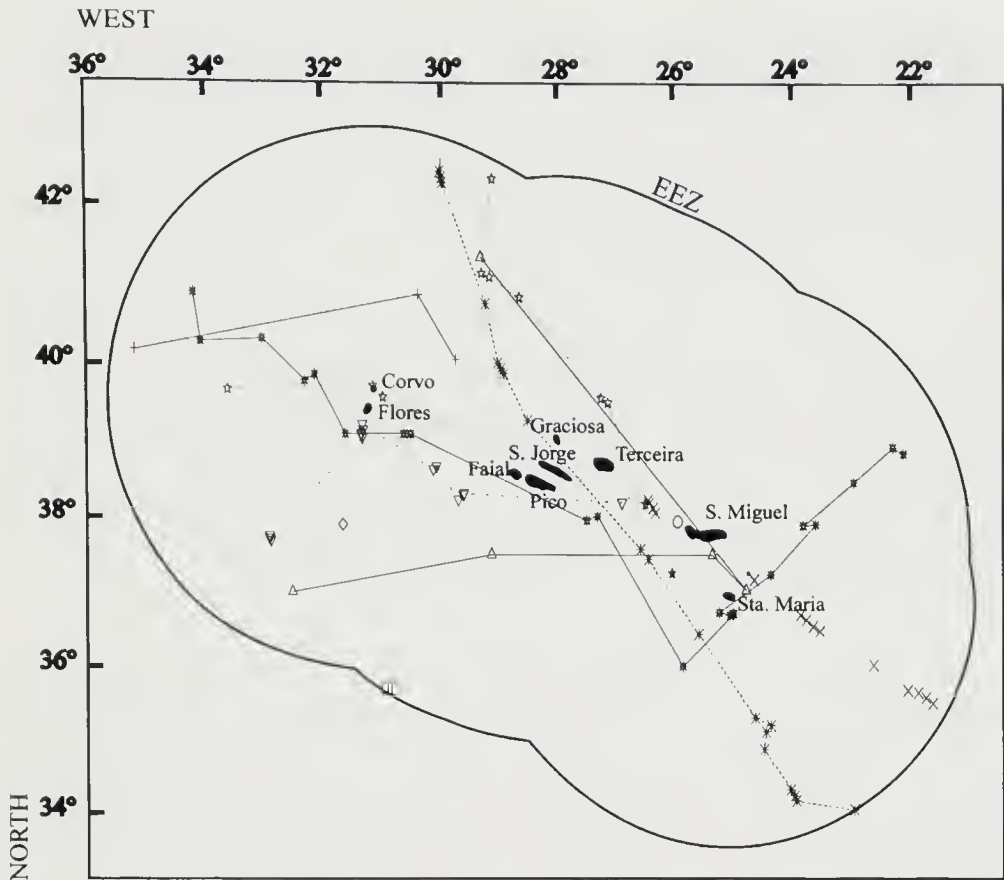 WEST
36° 34° 32° 30° 28° 26° 24° 22°
42°
EEZ
40°
Corvo
Flores
Graciosa
S. Jorge
Terceira
Faial
Pico
38°
S. Miguel
Sta. Maria
36°
34°
NORTH